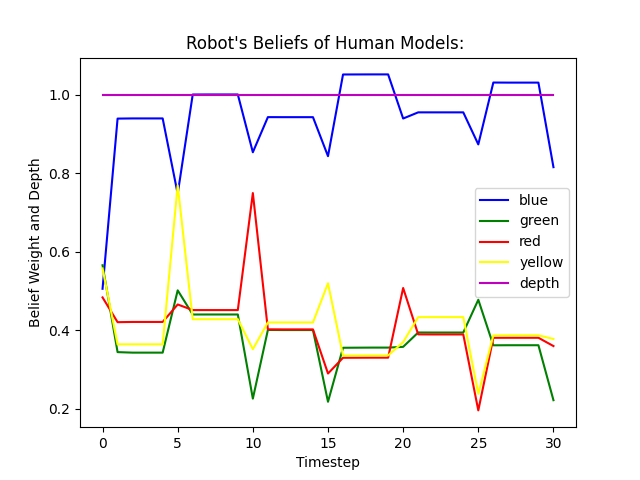 Robot's Beliefs of Human Models:
Belief Weight and Depth
1.0
0.8
0.6
0.4
0.2
blue
green
red
yellow
depth
0 5 10 15 20 25 30
Timestep